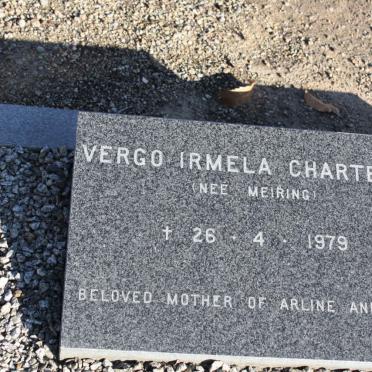 VERGO IRMELA CHARTE
(NEE MEIRING)
† 26 · 4 · 1979
BELOVED MOTHER OF ARLINE AN